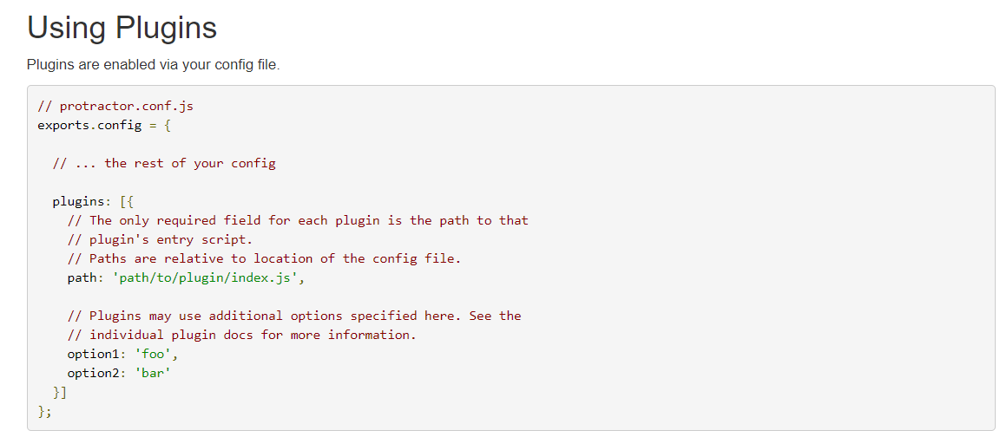 Using Plugins
Plugins are enabled via your config file.
// protractor.conf.js
exports.config = {
// ... the rest of your config
plugins: [{
// The only required field for each plugin is the path to that
// plugin's entry script.
// Paths are relative to location of the config file.
path: 'path/to/plugin/index.js',
// Plugins may use additional options specified here. See the
// individual plugin docs for more information.
option1: 'foo',
option2: 'bar'
}]
};